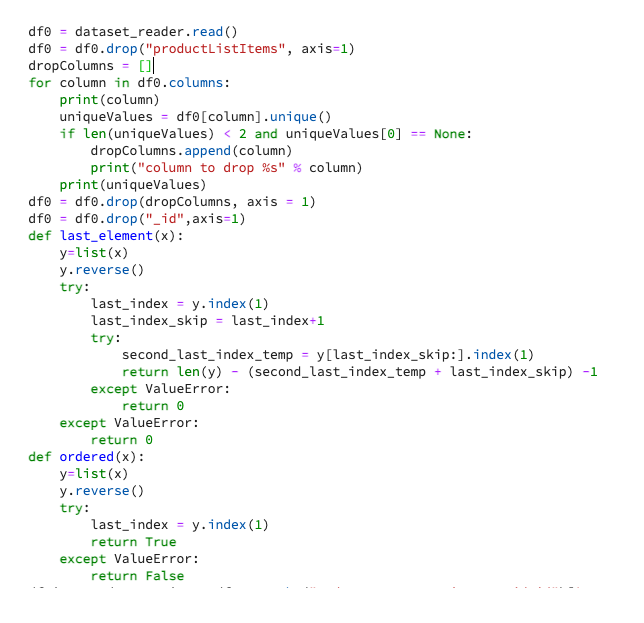 df0 = dataset_reader.read()
df0 = df0.drop("productListItems", axis=1)
dropColumns = []
for column in df0.columns:
    print(column)
    uniqueValues = df0[column].unique()
    if len(uniqueValues) < 2 and uniqueValues[0] == None:
        dropColumns.append(column)
        print("column to drop %s" % column)
    print(uniqueValues)
df0 = df0.drop(dropColumns, axis = 1)
df0 = df0.drop("_id",axis=1)
def last_element(x):
    y=list(x)
    y.reverse()
    try:
        last_index = y.index(1)
        last_index_skip = last_index+1
        try:
            second_last_index_temp = y[last_index_skip:].index(1)
            return len(y) - (second_last_index_temp + last_index_skip) -1
        except ValueError:
            return 0
    except ValueError:
        return 0
def ordered(x):
    y=list(x)
    y.reverse()
    try:
        last_index = y.index(1)
        return True
    except ValueError:
        return False